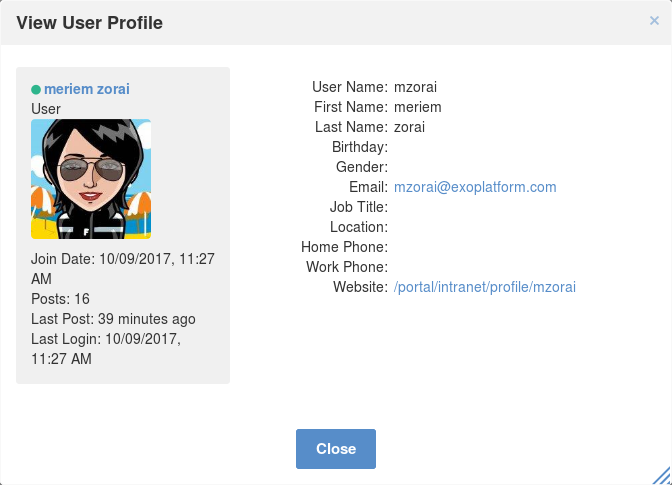 View User Profile
×
meriem zorai
User
F
Join Date: 10/09/2017, 11:27
AM
Posts: 16
Last Post: 39 minutes ago
Last Login: 10/09/2017,
11:27 AM
User Name: mzorai
First Name: meriem
Last Name: zorai
Birthday:
Gender:
Email: mzorai@exoplatform.com
Job Title:
Location:
Home Phone:
Work Phone:
Website: /portal/intranet/profile/mzorai
Close